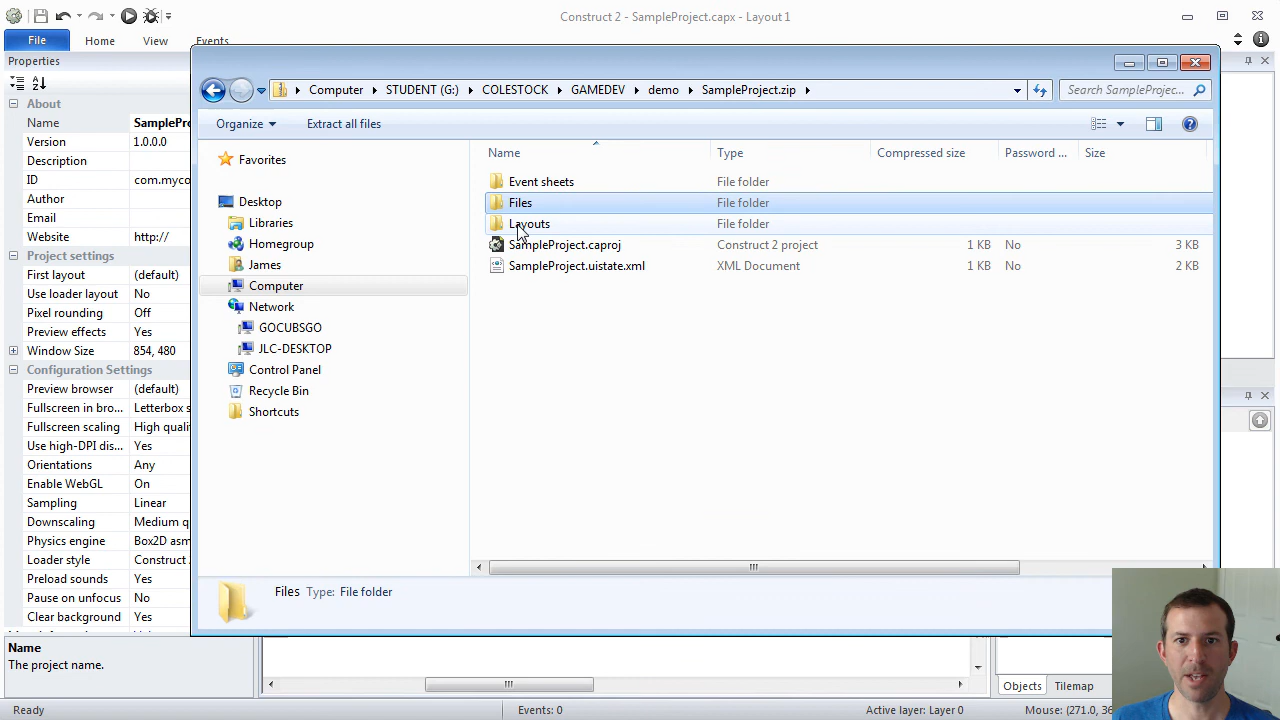 Construct 2 - SampleProject.capx - Layout 1
File Home View Events
Properties
About
Name SamplePro
Version 1.0.0.0
Description
ID com.myco
Author
Email
Website http://
Project settings
First layout (default)
Use loader layout No
Pixel rounding Off
Preview effects Yes
Window Size 854, 480
Configuration Settings
Preview browser (default)
Fullscreen in bro... Letterbox s
Fullscreen scaling High quali
Use high-DPI dis... Yes
Orientations Any
Enable WebGL On
Sampling Linear
Downscaling Medium q
Physics engine Box2D asm
Loader style Construct
Preload sounds Yes
Pause on unfocus No
Clear background Yes
Name
The project name.
Computer STUDENT (G:) COLESTOCK GAMEDEV demo SampleProject.zip
Search SampleProjec...
Organize Extract all files
Favorites
Desktop
Libraries
Homegroup
James
Computer
Network
GOCUBSGO
JLC-DESKTOP
Control Panel
Recycle Bin
Shortcuts
Name Type Compressed size Password ... Size
Event sheets File folder
Files File folder
Layouts File folder
SampleProject.caproj Construct 2 project 1 KB No 3 KB
SampleProject.uistate.xml XML Document 1 KB No 2 KB
Files Type: File folder
Objects Tilemap
Ready Events: 0 Active layer: Layer 0 Mouse: (271.0, 36